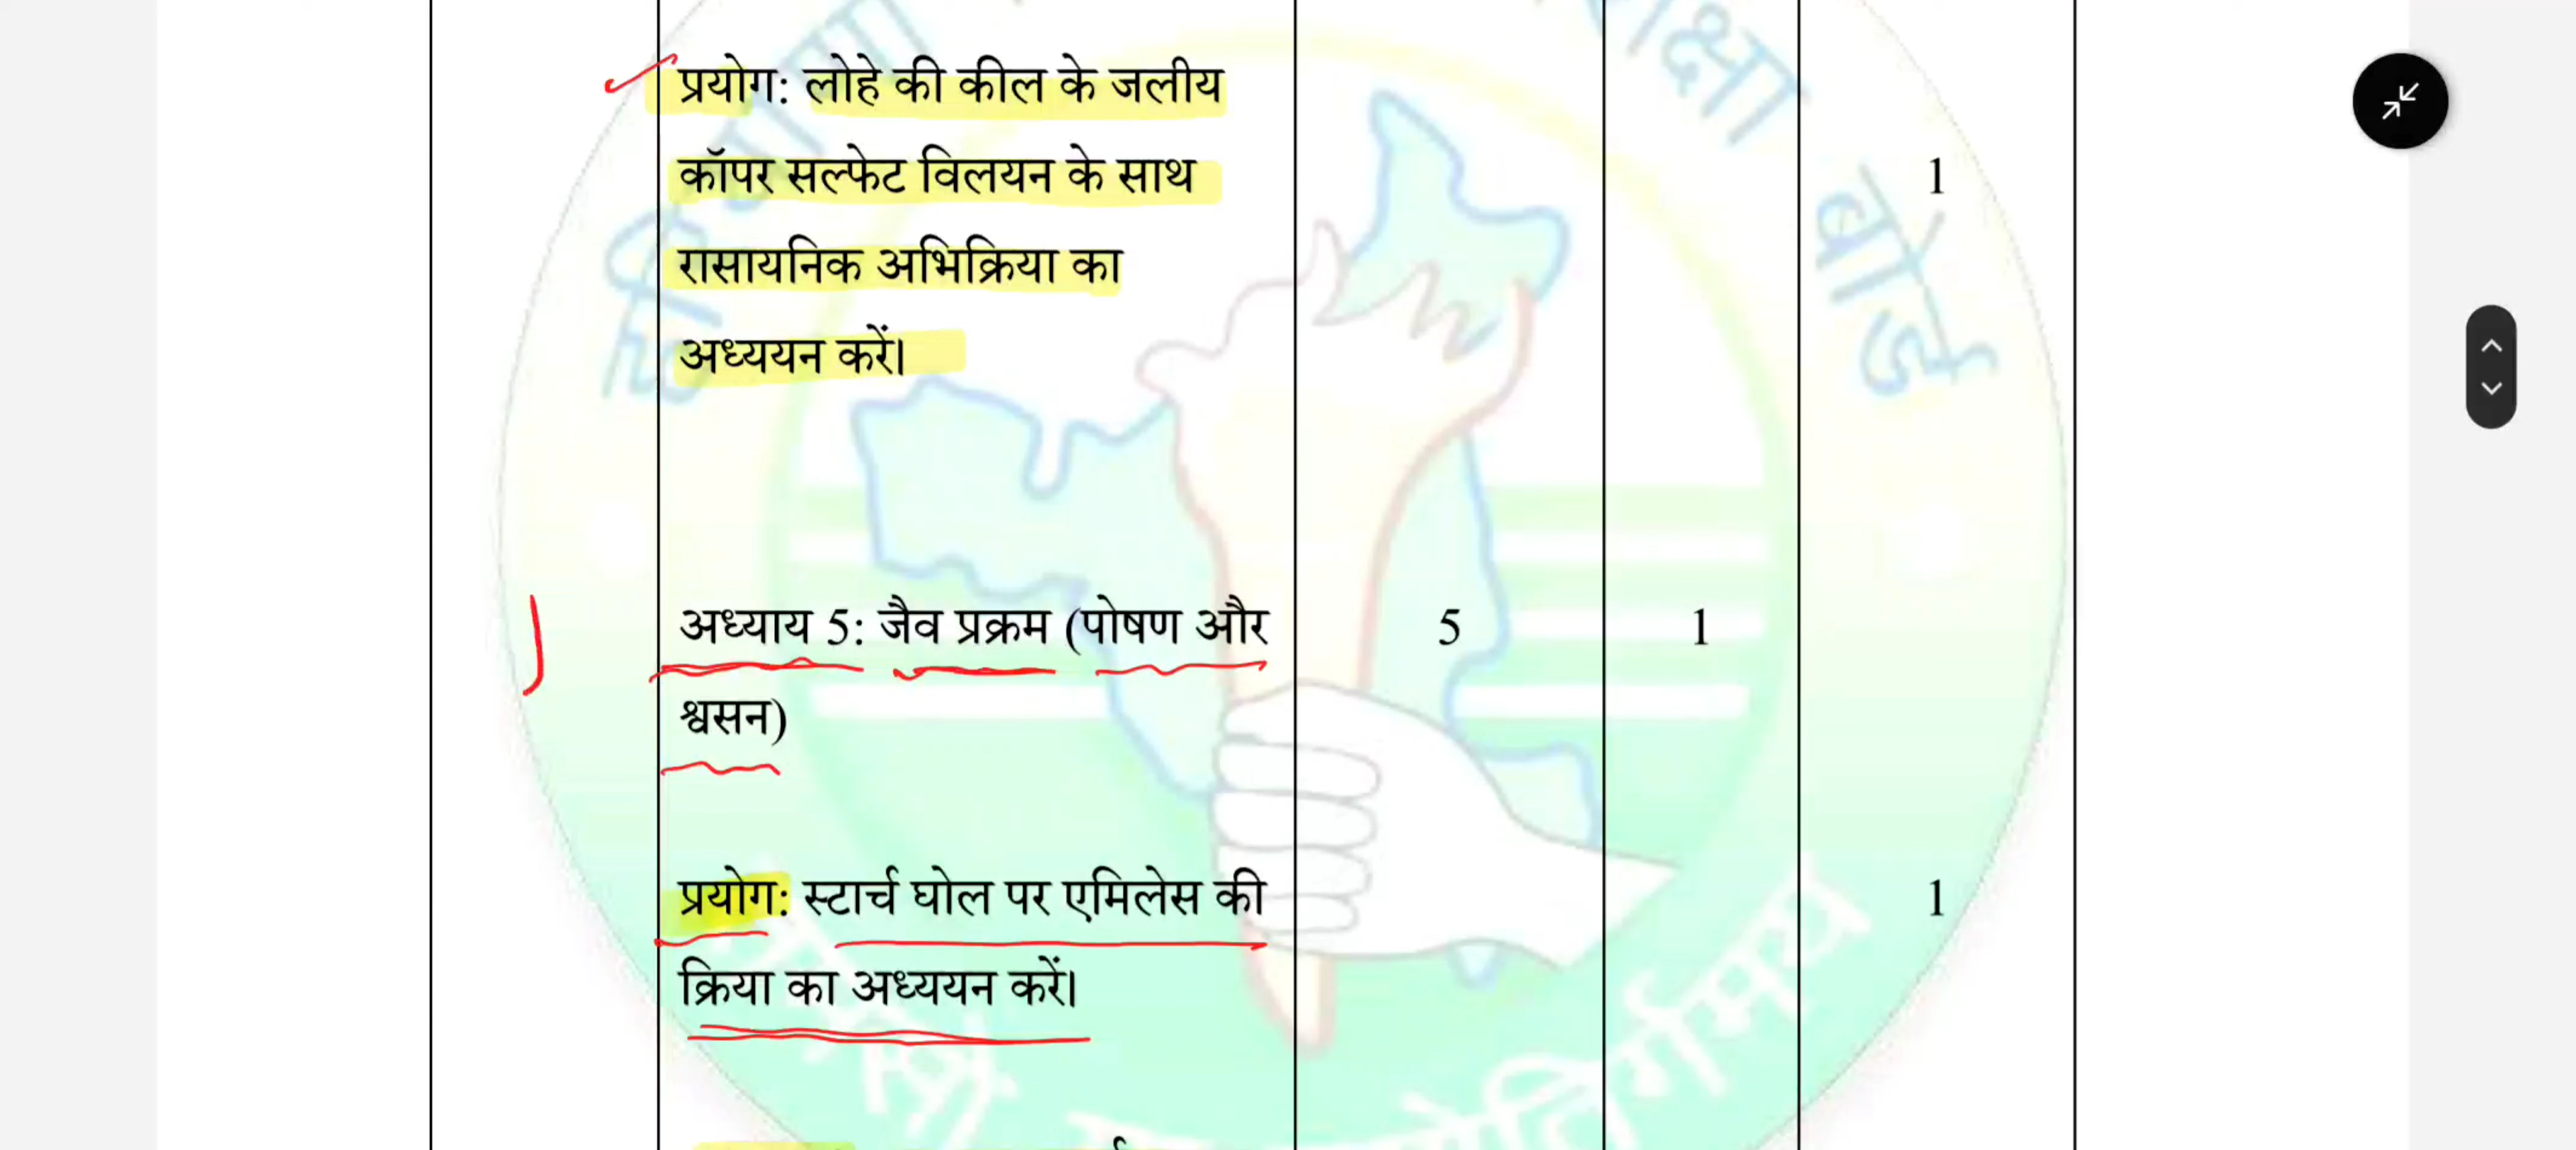 प्रयोग: लोहे की कील के जलीय
कॉपर सल्फेट विलयन के साथ
1
रासायनिक अभिक्रिया का
अध्ययन करें।
अध्याय 5: जैव प्रक्रम (पोषण और 5 1
श्वसन)
प्रयोग: स्टार्च घोल पर एमिलेस की 1
क्रिया का अध्ययन करें।
बोर्ड